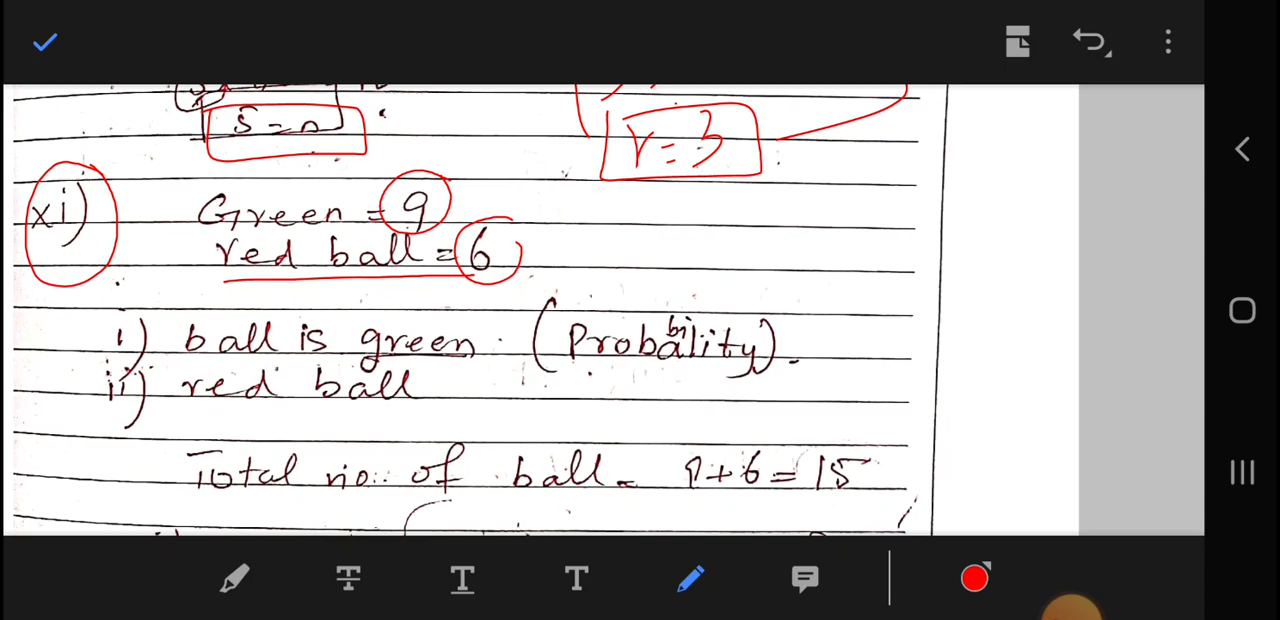 S = n
r = 3
xi) Green = 9
red ball = 6
i) ball is green. (Probability).
ii) red ball
Total no. of ball = 9+6 = 15
T T T